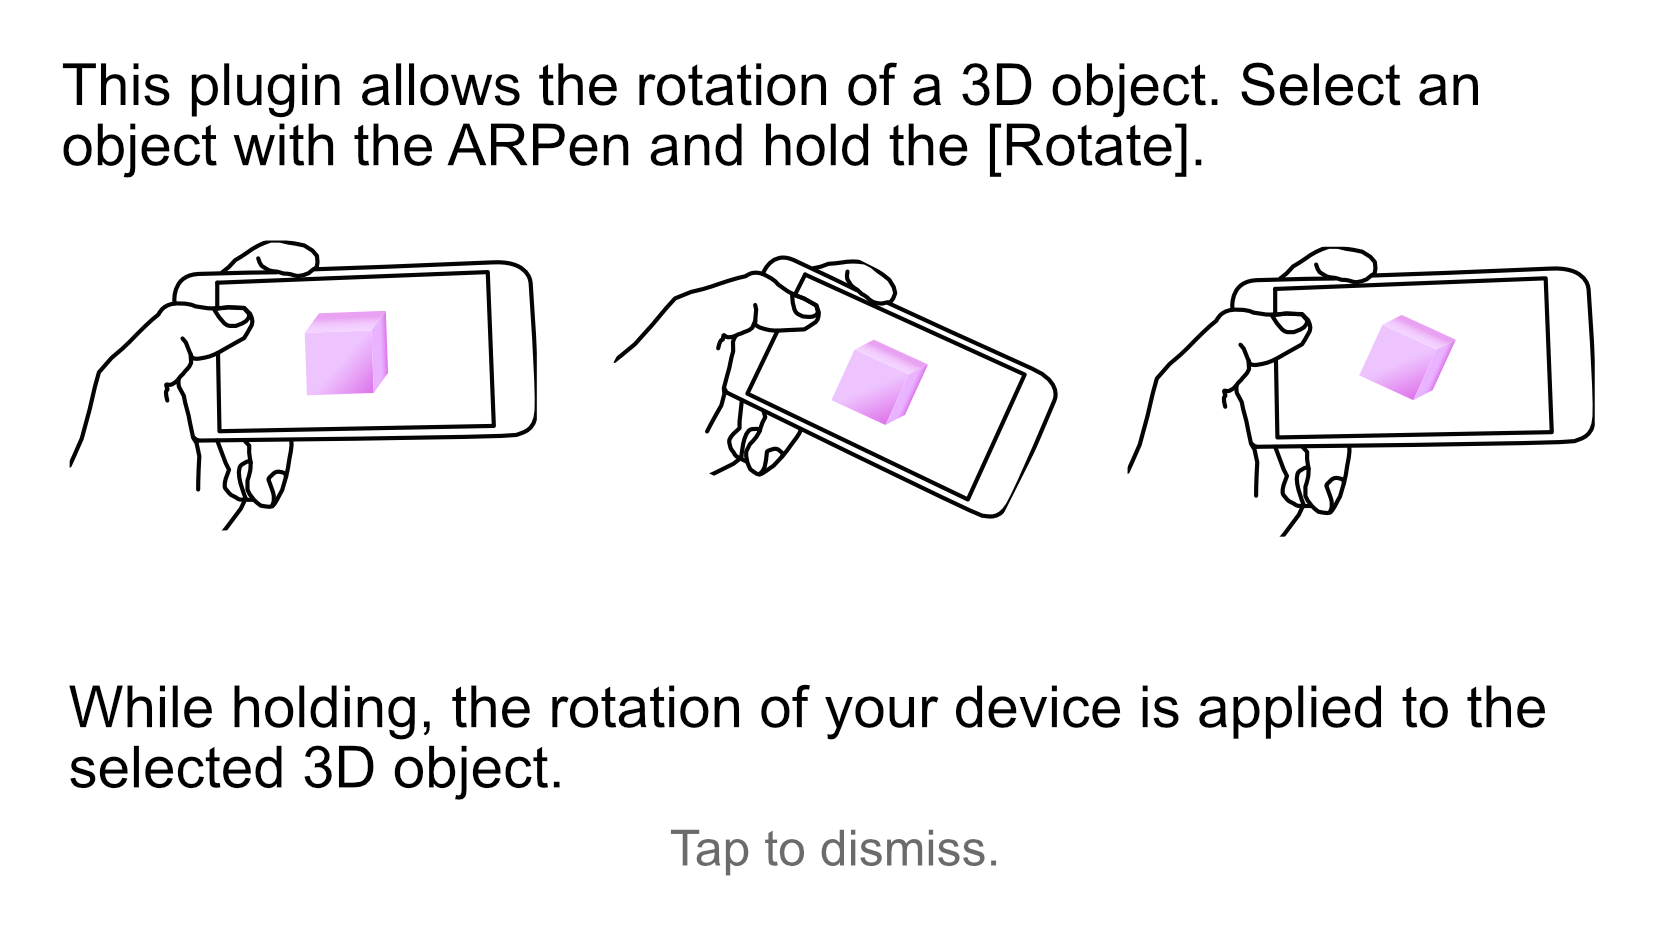 This plugin allows the rotation of a 3D object. Select an
object with the ARPen and hold the [Rotate].
While holding, the rotation of your device is applied to the
selected 3D object.
Tap to dismiss.